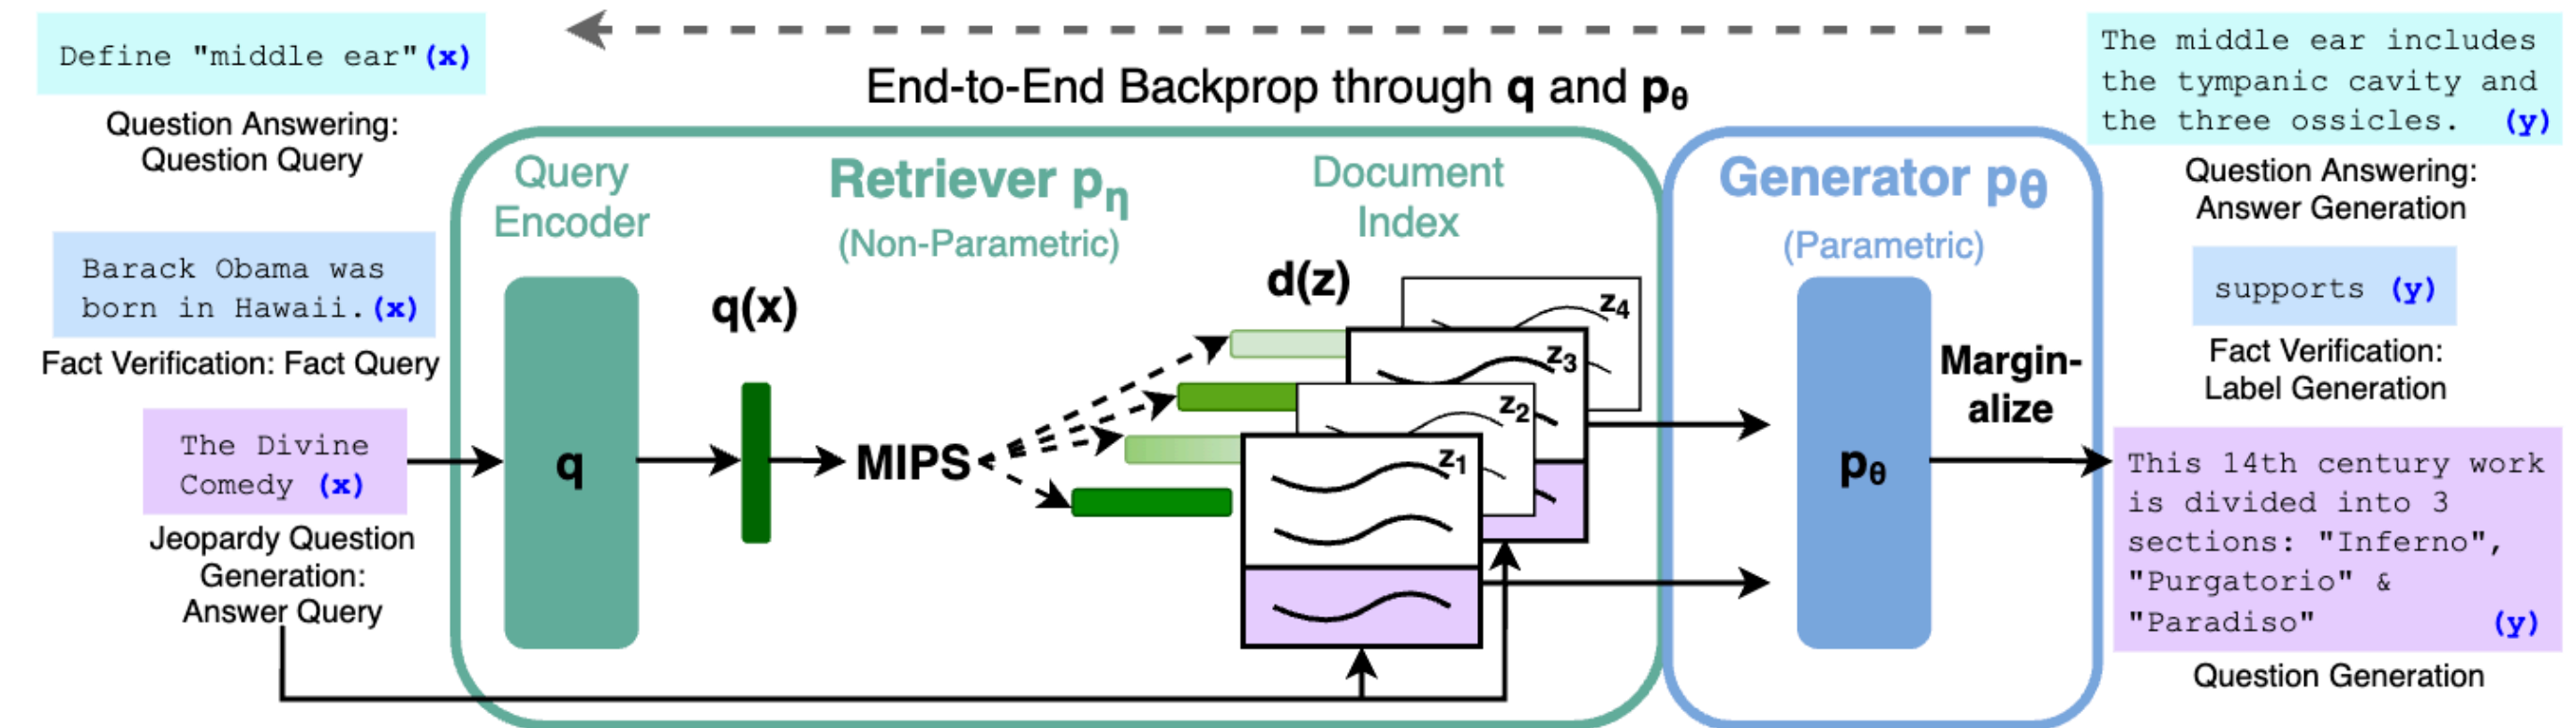 Define "middle ear" (x)
Question Answering:
Question Query
Barack Obama was
born in Hawaii. (x)
Fact Verification: Fact Query
The Divine
Comedy (x)
Jeopardy Question
Generation:
Answer Query
End-to-End Backprop through q and pθ
Query
Encoder
Retriever pη
(Non-Parametric)
Document
Index
q
q(x)
MIPS
d(z)
z4
z3
z2
z1
Generator pθ
(Parametric)
pθ
Margin-
alize
The middle ear includes
the tympanic cavity and
the three ossicles. (y)
Question Answering:
Answer Generation
supports (y)
Fact Verification:
Label Generation
This 14th century work
is divided into 3
sections: "Inferno",
"Purgatorio" &
"Paradiso" (y)
Question Generation